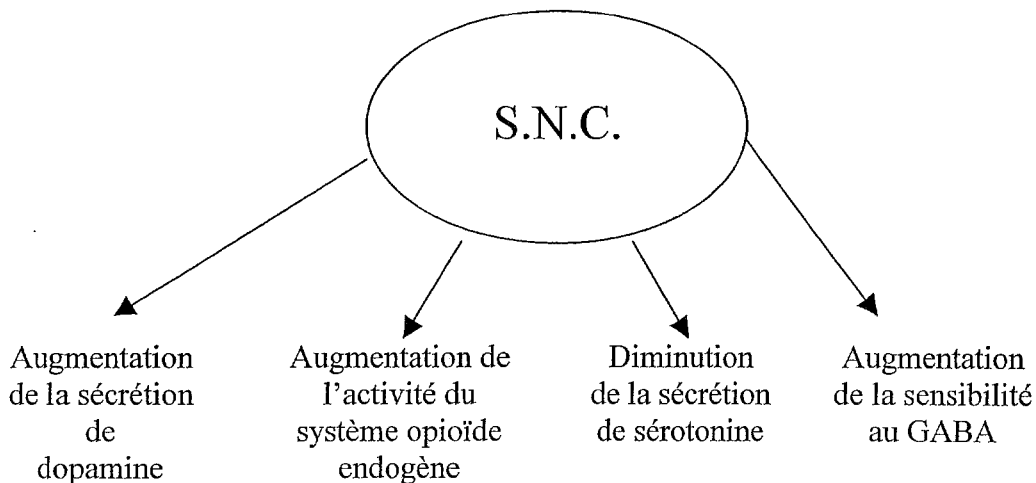 S.N.C.
Augmentation
de la sécrétion
de
dopamine
Augmentation de
l'activité du
système opioïde
endogène
Diminution
de la sécrétion
de sérotonine
Augmentation
de la sensibilité
au GABA